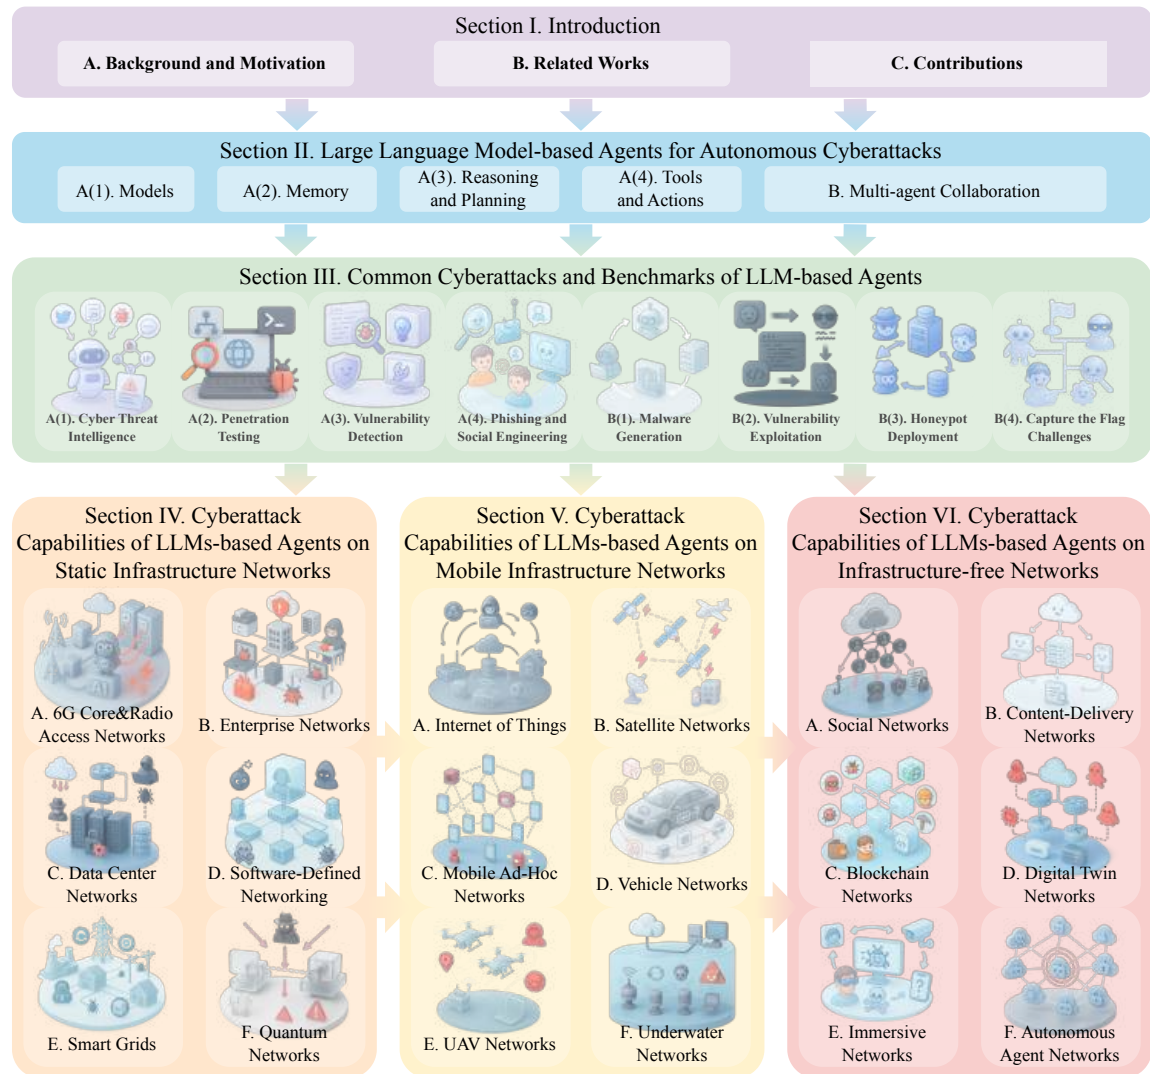 Section I. Introduction
A. Background and Motivation
B. Related Works
C. Contributions
Section II. Large Language Model-based Agents for Autonomous Cyberattacks
A(1). Models
A(2). Memory
A(3). Reasoning
and Planning
A(4). Tools
and Actions
B. Multi-agent Collaboration
Section III. Common Cyberattacks and Benchmarks of LLM-based Agents
A(1). Cyber Threat
Intelligence
A(2). Penetration
Testing
A(3). Vulnerability
Detection
A(4). Phishing and
Social Engineering
B(1). Malware
Generation
B(2). Vulnerability
Exploitation
B(3). Honeypot
Deployment
B(4). Capture the Flag
Challenges
Section IV. Cyberattack
Capabilities of LLMs-based Agents on
Static Infrastructure Networks
A. 6G Core&Radio
Access Networks
B. Enterprise Networks
C. Data Center
Networks
D. Software-Defined
Networking
E. Smart Grids
F. Quantum
Networks
Section V. Cyberattack
Capabilities of LLMs-based Agents on
Mobile Infrastructure Networks
A. Internet of Things
B. Satellite Networks
C. Mobile Ad-Hoc
Networks
D. Vehicle Networks
E. UAV Networks
F. Underwater
Networks
Section VI. Cyberattack
Capabilities of LLMs-based Agents on
Infrastructure-free Networks
A. Social Networks
B. Content-Delivery
Networks
C. Blockchain
Networks
D. Digital Twin
Networks
E. Immersive
Networks
F. Autonomous
Agent Networks